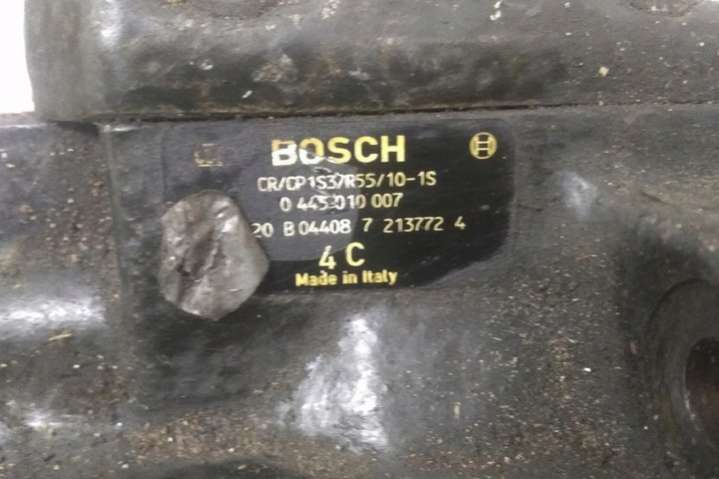 BOSCH
CR/CP1S3/R55/10-1S
0 445 010 007
20 B 04408 7 213772 4
4 C
Made in Italy